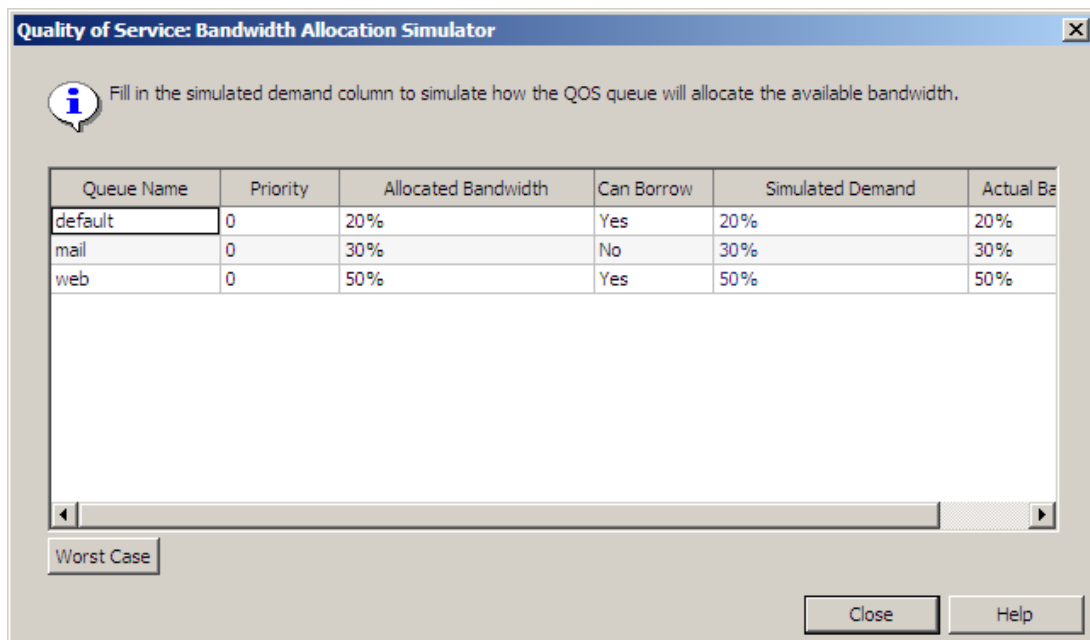 Quality of Service: Bandwidth Allocation Simulator
Fill in the simulated demand column to simulate how the QOS queue will allocate the available bandwidth.
Queue Name Priority Allocated Bandwidth Can Borrow Simulated Demand Actual Ba
default 0 20% Yes 20% 20%
mail 0 30% No 30% 30%
web 0 50% Yes 50% 50%
Worst Case
Close Help